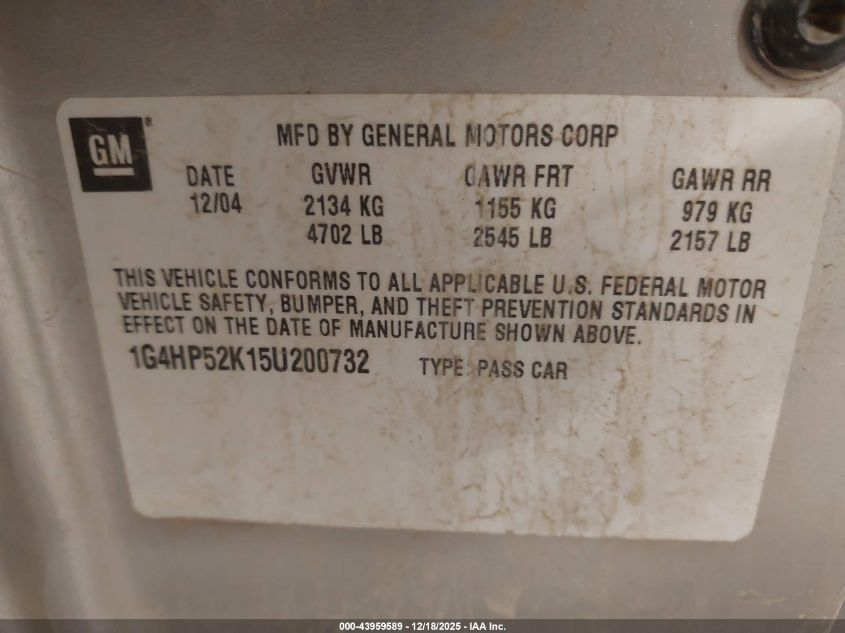 GM®
MFD BY GENERAL MOTORS CORP
DATE GVWR GAWR FRT GAWR RR
12/04 2134 KG 1155 KG 979 KG
4702 LB 2545 LB 2157 LB
THIS VEHICLE CONFORMS TO ALL APPLICABLE U.S. FEDERAL MOTOR
VEHICLE SAFETY, BUMPER, AND THEFT PREVENTION STANDARDS IN
EFFECT ON THE DATE OF MANUFACTURE SHOWN ABOVE.
1G4HP52K15U200732 TYPE: PASS CAR
000-43959589 - 12/18/2025 - IAA Inc.